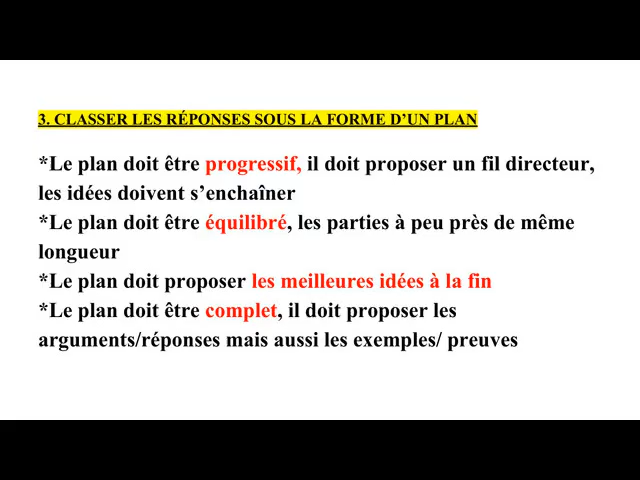 3. CLASSER LES RÉPONSES SOUS LA FORME D’UN PLAN
*Le plan doit être progressif, il doit proposer un fil directeur,
les idées doivent s’enchaîner
*Le plan doit être équilibré, les parties à peu près de même
longueur
*Le plan doit proposer les meilleures idées à la fin
*Le plan doit être complet, il doit proposer les
arguments/réponses mais aussi les exemples/ preuves